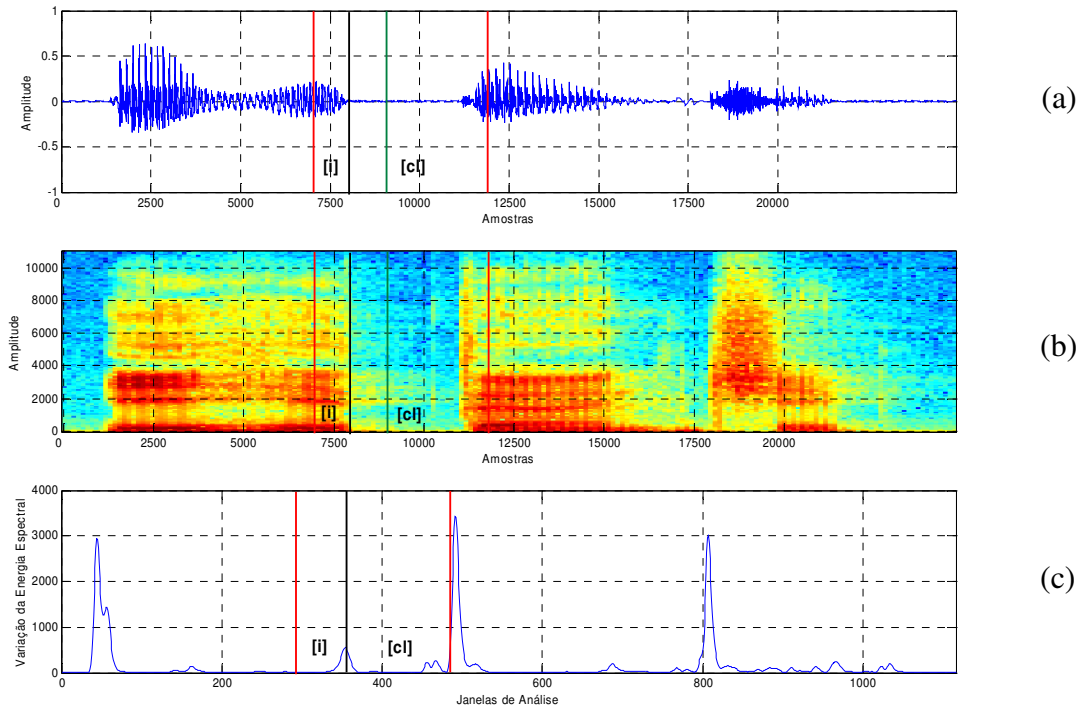 1
0.5
0
-0.5
-1
Amplitude
[i]
[cl]
2500
5000
7500
10000
12500
15000
17500
20000
Amostras
(a)
10000
8000
6000
4000
2000
0
Amplitude
[i]
[cl]
0
2500
5000
7500
10000
12500
15000
17500
20000
Amostras
(b)
4000
3000
2000
1000
0
Variação da Energia Espectral
[i]
[cl]
0
200
400
600
800
1000
Janelas de Análise
(c)